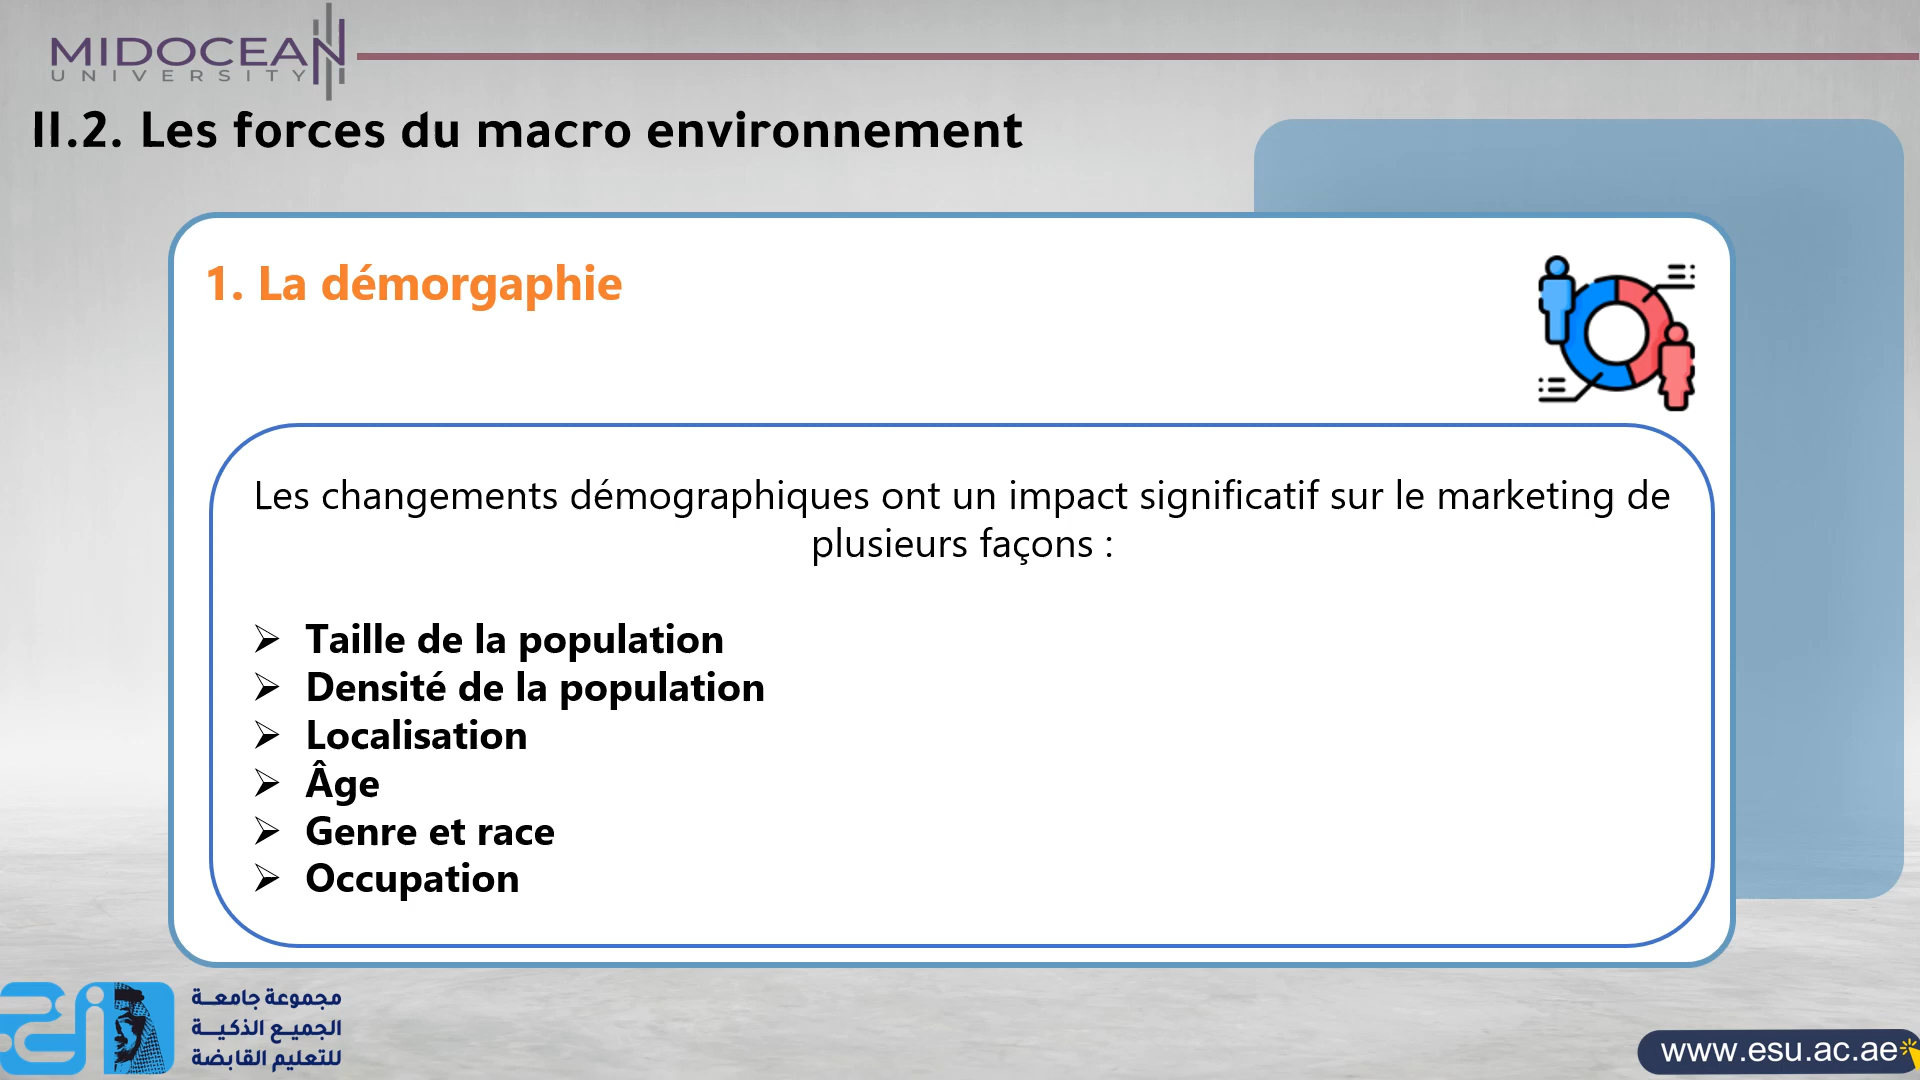 MIDOCEAN
UNIVERSITY
II.2. Les forces du macro environnement
1. La démorgaphie
Les changements démographiques ont un impact significatif sur le marketing de
plusieurs façons :
➢ Taille de la population
➢ Densité de la population
➢ Localisation
➢ Âge
➢ Genre et race
➢ Occupation
مجموعة جامعة
الجميع الذكية
للتعليم القابضة
www.esu.ac.ae